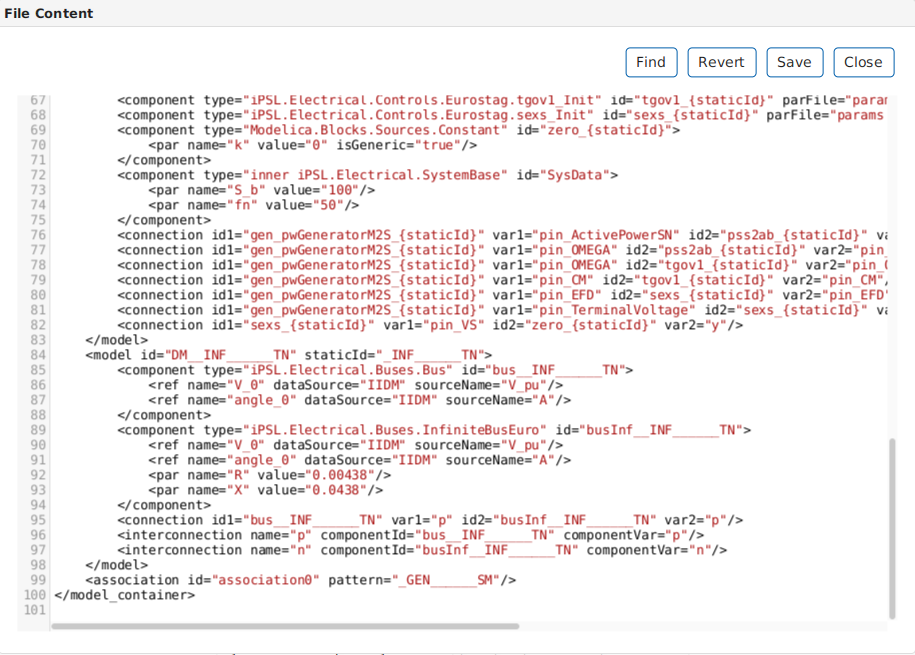 File Content
Find Revert Save Close
67 <component type="iPSL.Electrical.Controls.Eurostag.tgov1_Init" id="tgov1_{staticId}" parFile="param
68 <component type="iPSL.Electrical.Controls.Eurostag.sexs_Init" id="sexs_{staticId}" parFile="params
69 <component type="Modelica.Blocks.Sources.Constant" id="zero_{staticId}">
70 <par name="k" value="0" isGeneric="true"/>
71 </component>
72 <component type="inner iPSL.Electrical.SystemBase" id="SysData">
73 <par name="S_b" value="100"/>
74 <par name="fn" value="50"/>
75 </component>
76 <connection id1="gen_pwGeneratorM2S_{staticId}" var1="pin_ActivePowerSN" id2="pss2ab_{staticId}" va
77 <connection id1="gen_pwGeneratorM2S_{staticId}" var1="pin_OMEGA" id2="pss2ab_{staticId}" var2="pin_
78 <connection id1="gen_pwGeneratorM2S_{staticId}" var1="pin_OMEGA" id2="tgov1_{staticId}" var2="pin_
79 <connection id1="gen_pwGeneratorM2S_{staticId}" var1="pin_CM" id2="tgov1_{staticId}" var2="pin_CM"/
80 <connection id1="gen_pwGeneratorM2S_{staticId}" var1="pin_EFD" id2="sexs_{staticId}" var2="pin_EFD"
81 <connection id1="gen_pwGeneratorM2S_{staticId}" var1="pin_TerminalVoltage" id2="sexs_{staticId}" va
82 <connection id1="sexs_{staticId}" var1="pin_VS" id2="zero_{staticId}" var2="y"/>
83 </model>
84 <model id="DM__INF______TN" staticId="_INF______TN">
85 <component type="iPSL.Electrical.Buses.Bus" id="bus__INF______TN">
86 <ref name="V_0" dataSource="IIDM" sourceName="V_pu"/>
87 <ref name="angle_0" dataSource="IIDM" sourceName="A"/>
88 </component>
89 <component type="iPSL.Electrical.Buses.InfiniteBusEuro" id="busInf__INF______TN">
90 <ref name="V_0" dataSource="IIDM" sourceName="V_pu"/>
91 <ref name="angle_0" dataSource="IIDM" sourceName="A"/>
92 <par name="R" value="0.00438"/>
93 <par name="X" value="0.0438"/>
94 </component>
95 <connection id1="bus__INF______TN" var1="p" id2="busInf__INF______TN" var2="p"/>
96 <interconnection name="p" componentId="bus__INF______TN" componentVar="p"/>
97 <interconnection name="n" componentId="busInf__INF______TN" componentVar="n"/>
98 </model>
99 <association id="association0" pattern="_GEN______SM"/>
100 </model_container>
101